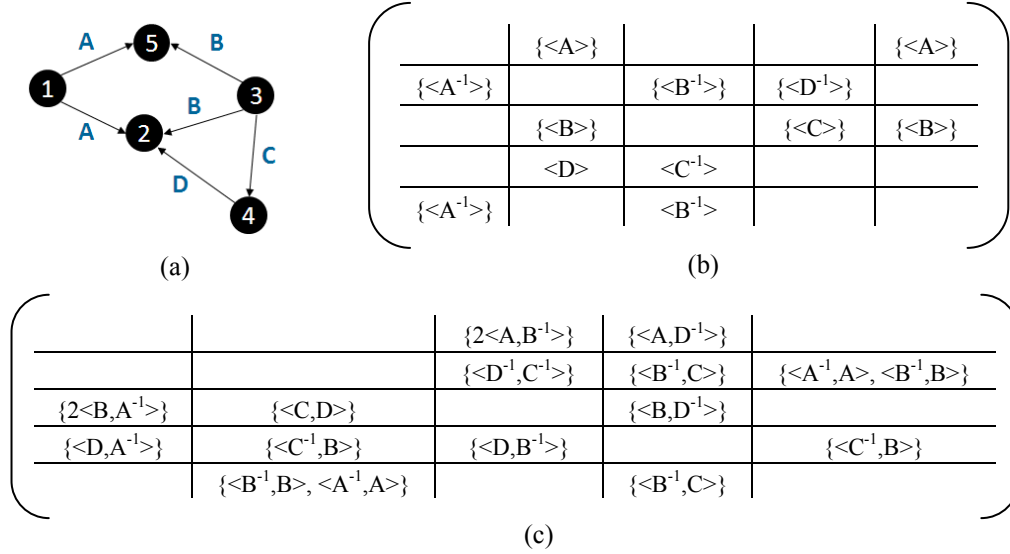 A
5
B
1
3
B
A
2
C
D
4
(a)
{<A>} {<A>}
{<A⁻¹>} {<B⁻¹>} {<D⁻¹>}
{<B>} {<C>} {<B>}
<D> <C⁻¹>
{<A⁻¹>} <B⁻¹>
(b)
{2<A,B⁻¹>} {<A,D⁻¹>}
{<D⁻¹,C⁻¹>} {<B⁻¹,C>} {<A⁻¹,A>, <B⁻¹,B>}
{2<B,A⁻¹>} {<C,D>} {<B,D⁻¹>}
{<D,A⁻¹>} {<C⁻¹,B>} {<D,B⁻¹>} {<C⁻¹,B>}
{<B⁻¹,B>, <A⁻¹,A>} {<B⁻¹,C>}
(c)